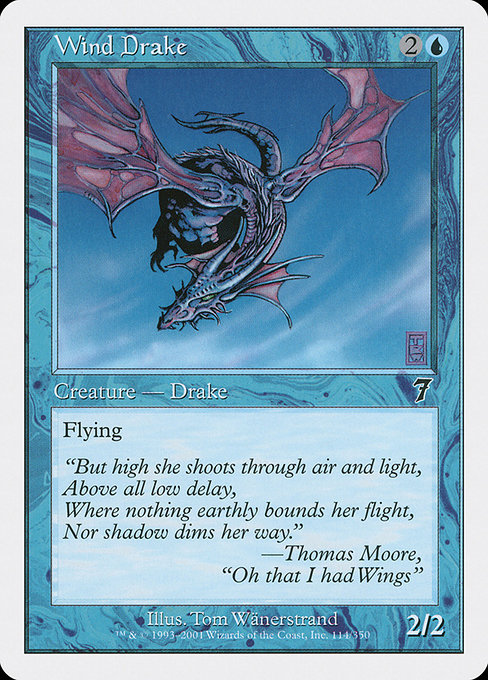 Wind Drake 2
Creature — Drake 7
Flying
“But high she shoots through air and light,
Above all low delay,
Where nothing earthly bounds her flight,
Nor shadow dims her way.”
—Thomas Moore,
“Oh that I had Wings”
Illus. Tom Wänerstrand
™ & © 1993–2001 Wizards of the Coast, Inc. 114/350
2/2